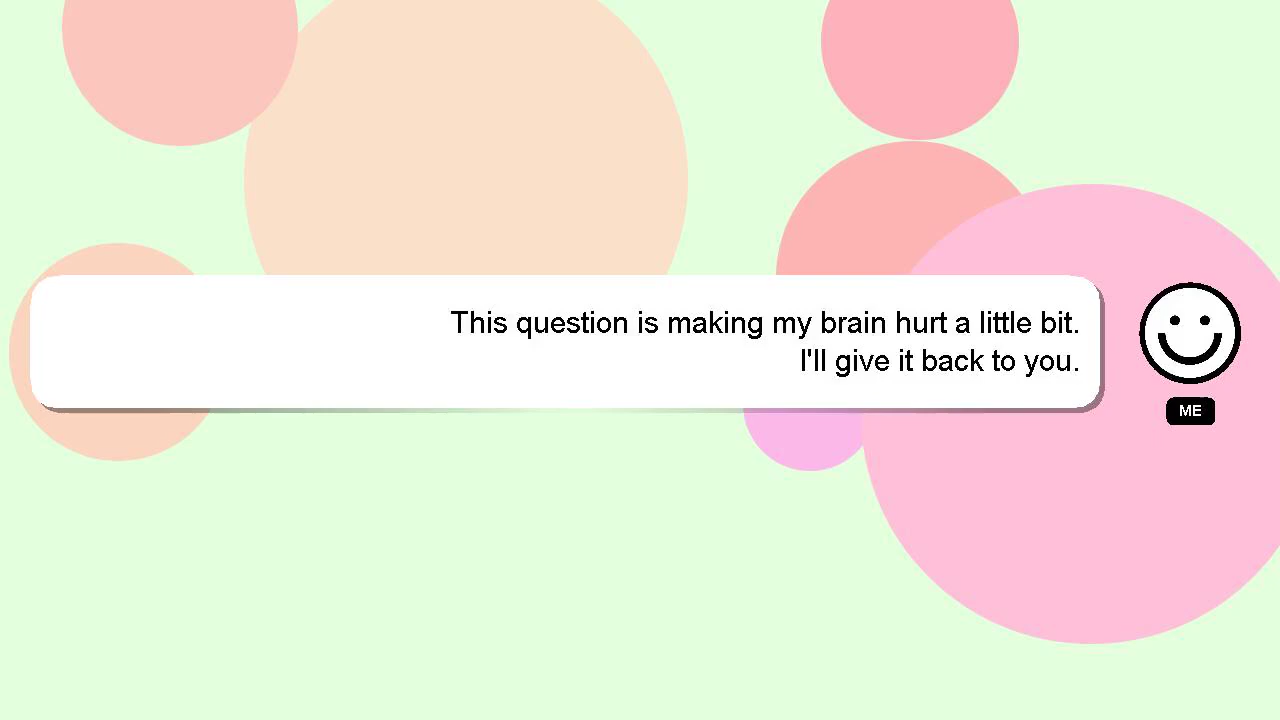 This question is making my brain hurt a little bit.
I'll give it back to you.
ME